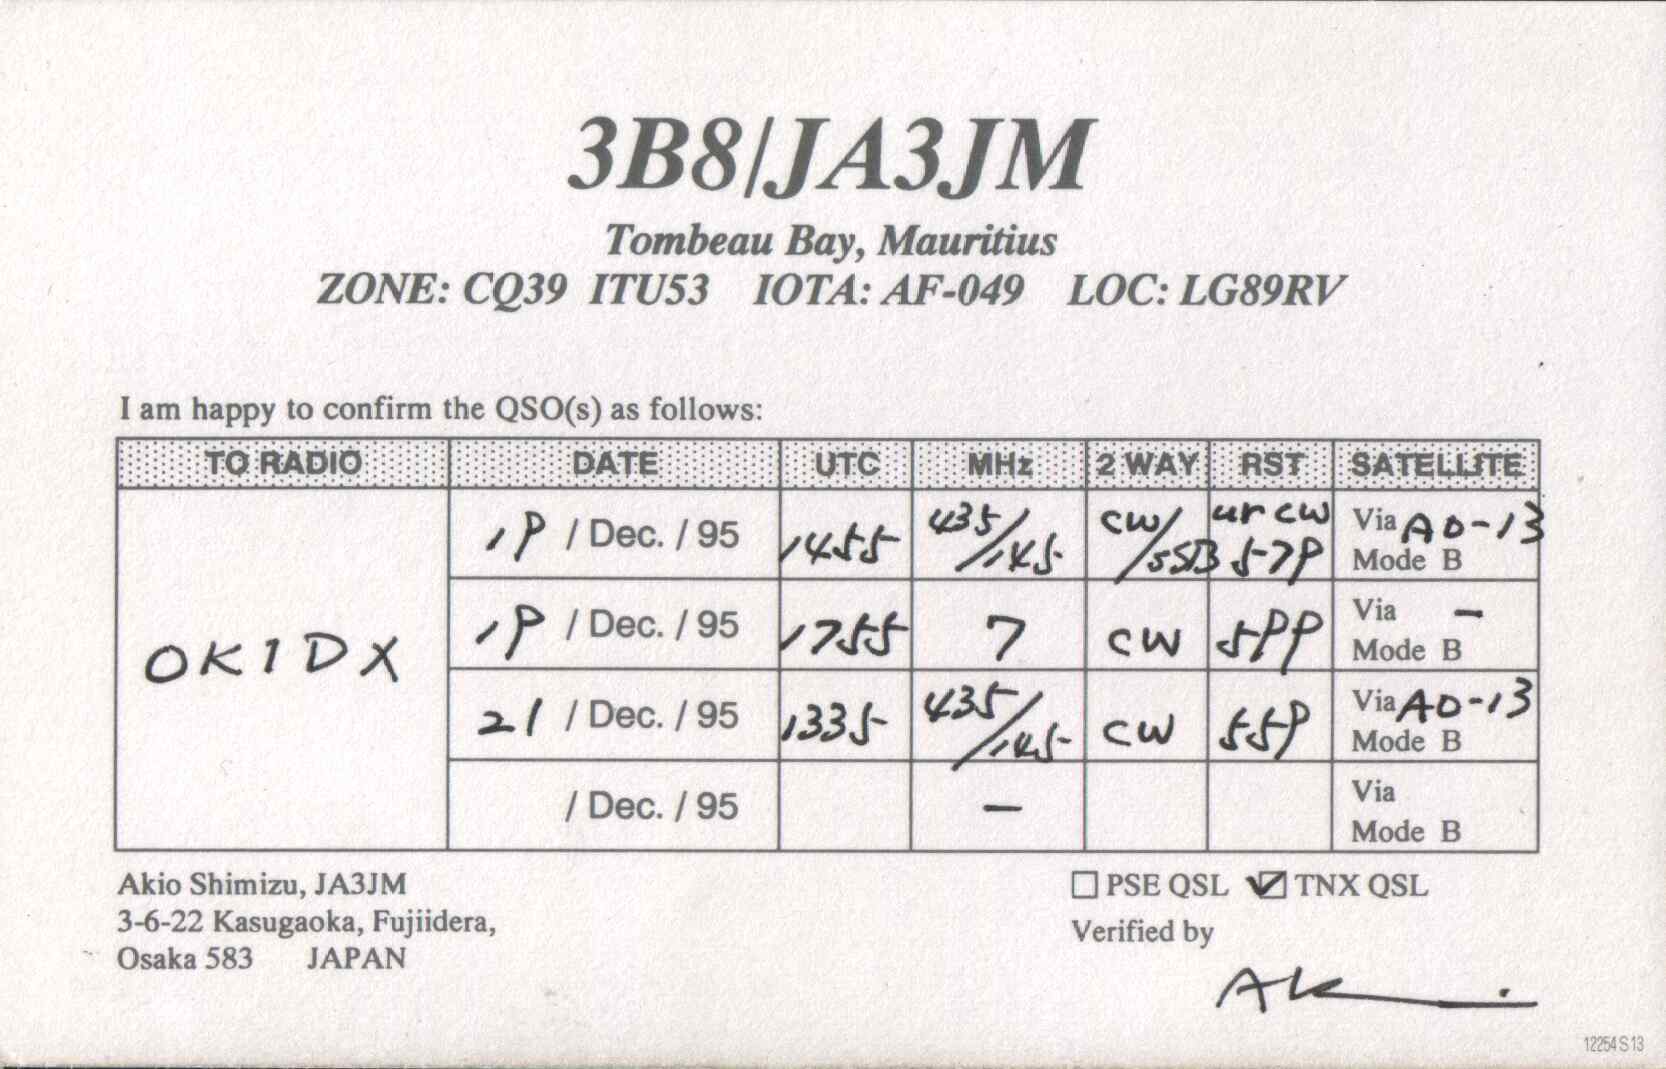 3B8/JA3JM
Tombeau Bay, Mauritius
ZONE: CQ39 ITU53 IOTA: AF-049 LOC: LG89RV
I am happy to confirm the QSO(s) as follows:
TO RADIO DATE UTC MHz 2 WAY RST SATELLITE
OK1DX
19 / Dec. / 95 1455 435/145 CW/SSB ur CW 579 Via AO-13
Mode B
19 / Dec. / 95 1755 7 CW 599 Via -
Mode B
21 / Dec. / 95 1335 435/145 CW 559 Via AO-13
Mode B
/ Dec. / 95 - Via
Mode B
Akio Shimizu, JA3JM
3-6-22 Kasugaoka, Fujiidera,
Osaka 583 JAPAN
PSE QSL TNX QSL
Verified by
Aki
12254 S 13